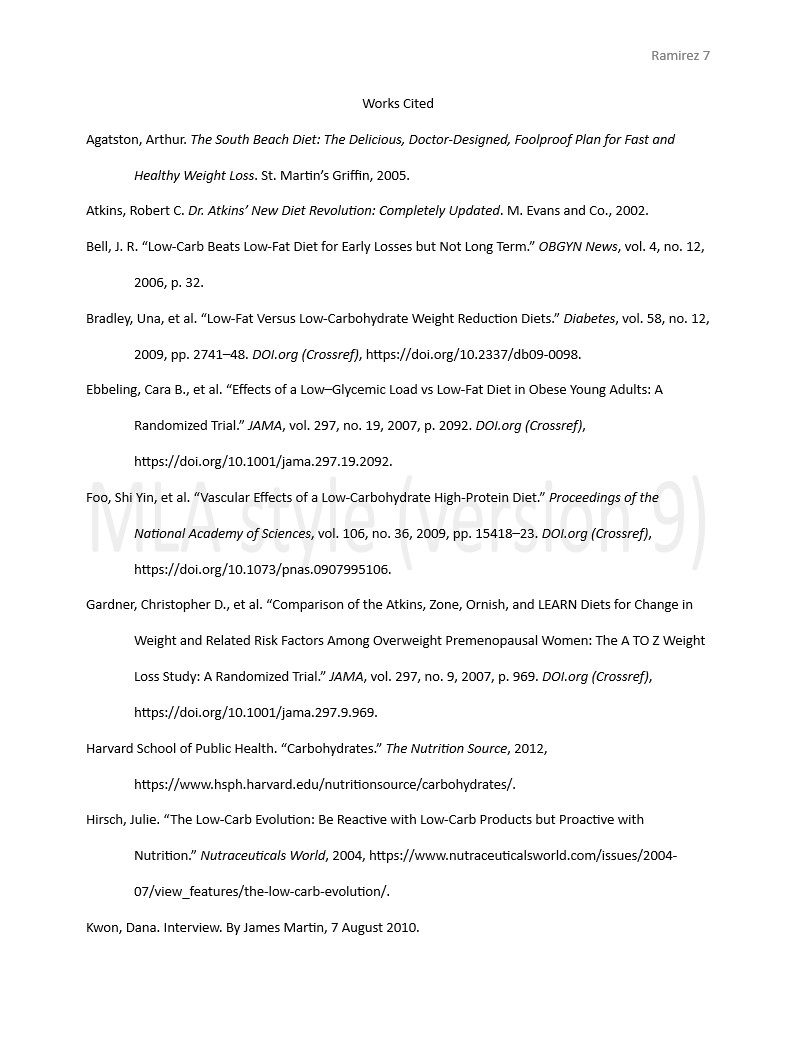 Ramirez 7
Works Cited
Agatston, Arthur. The South Beach Diet: The Delicious, Doctor-Designed, Foolproof Plan for Fast and
Healthy Weight Loss. St. Martin’s Griffin, 2005.
Atkins, Robert C. Dr. Atkins’ New Diet Revolution: Completely Updated. M. Evans and Co., 2002.
Bell, J. R. “Low-Carb Beats Low-Fat Diet for Early Losses but Not Long Term.” OBGYN News, vol. 4, no. 12,
2006, p. 32.
Bradley, Una, et al. “Low-Fat Versus Low-Carbohydrate Weight Reduction Diets.” Diabetes, vol. 58, no. 12,
2009, pp. 2741–48. DOI.org (Crossref), https://doi.org/10.2337/db09-0098.
Ebbeling, Cara B., et al. “Effects of a Low–Glycemic Load vs Low-Fat Diet in Obese Young Adults: A
Randomized Trial.” JAMA, vol. 297, no. 19, 2007, p. 2092. DOI.org (Crossref),
https://doi.org/10.1001/jama.297.19.2092.
Foo, Shi Yin, et al. “Vascular Effects of a Low-Carbohydrate High-Protein Diet.” Proceedings of the
National Academy of Sciences, vol. 106, no. 36, 2009, pp. 15418–23. DOI.org (Crossref),
MLA style (version 9)
https://doi.org/10.1073/pnas.0907995106.
Gardner, Christopher D., et al. “Comparison of the Atkins, Zone, Ornish, and LEARN Diets for Change in
Weight and Related Risk Factors Among Overweight Premenopausal Women: The A TO Z Weight
Loss Study: A Randomized Trial.” JAMA, vol. 297, no. 9, 2007, p. 969. DOI.org (Crossref),
https://doi.org/10.1001/jama.297.9.969.
Harvard School of Public Health. “Carbohydrates.” The Nutrition Source, 2012,
https://www.hsph.harvard.edu/nutritionsource/carbohydrates/.
Hirsch, Julie. “The Low-Carb Evolution: Be Reactive with Low-Carb Products but Proactive with
Nutrition.” Nutraceuticals World, 2004, https://www.nutraceuticalsworld.com/issues/2004-
07/view_features/the-low-carb-evolution/.
Kwon, Dana. Interview. By James Martin, 7 August 2010.